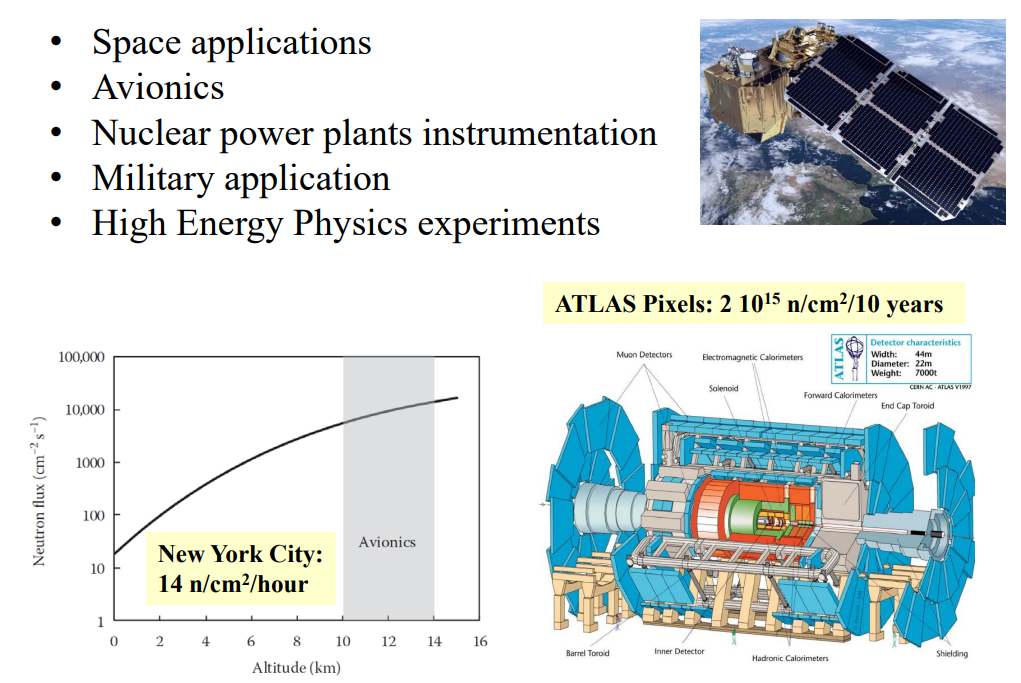 • Space applications
• Avionics
• Nuclear power plants instrumentation
• Military application
• High Energy Physics experiments
ATLAS Pixels: 2 10¹⁵ n/cm²/10 years
100,000
10,000
1000
100
10
1
Neutron flux (cm⁻² s⁻¹)
New York City:
14 n/cm²/hour
Avionics
0 2 4 6 8 10 12 14 16
Altitude (km)
ATLAS
Detector characteristics
Width: 44m
Diameter: 22m
Weight: 7000t
CERN AC - ATLAS V1997
Muon Detectors
Electromagnetic Calorimeters
Solenoid
Forward Calorimeters
End Cap Toroid
Barrel Toroid
Inner Detector
Hadronic Calorimeters
Shielding